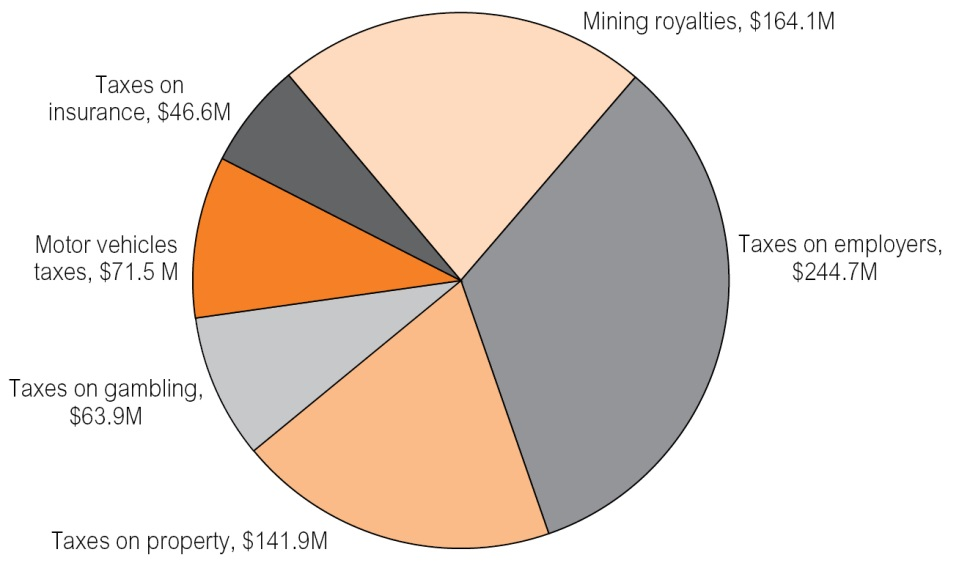 Mining royalties, $164.1M
Taxes on
insurance, $46.6M
Motor vehicles
taxes, $71.5 M
Taxes on employers,
$244.7M
Taxes on gambling,
$63.9M
Taxes on property, $141.9M